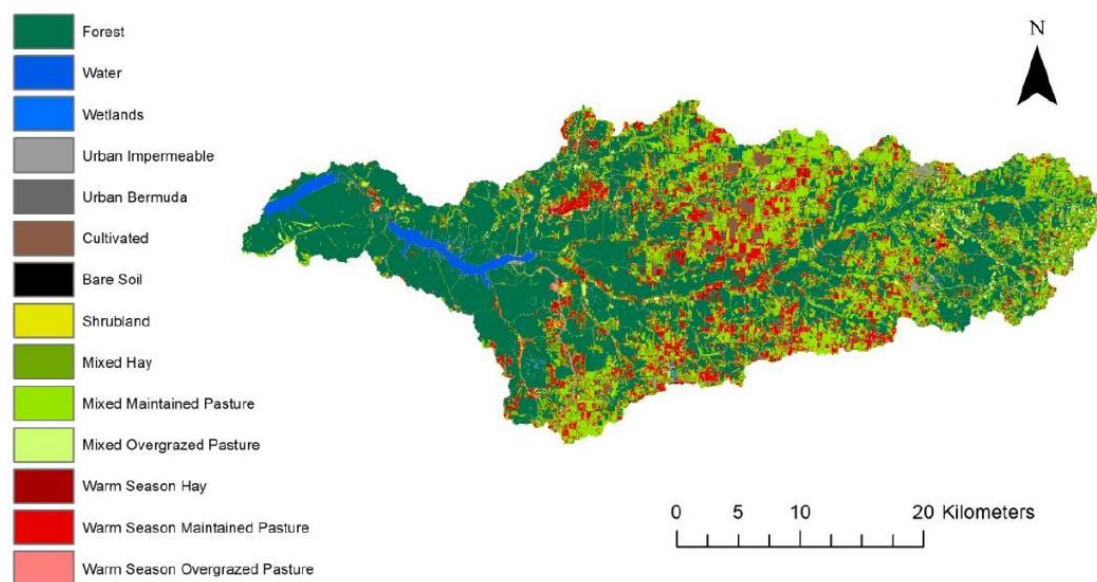 Forest
Water
Wetlands
Urban Impermeable
Urban Bermuda
Cultivated
Bare Soil
Shrubland
Mixed Hay
Mixed Maintained Pasture
Mixed Overgrazed Pasture
Warm Season Hay
Warm Season Maintained Pasture
Warm Season Overgrazed Pasture
N
0 5 10 20 Kilometers